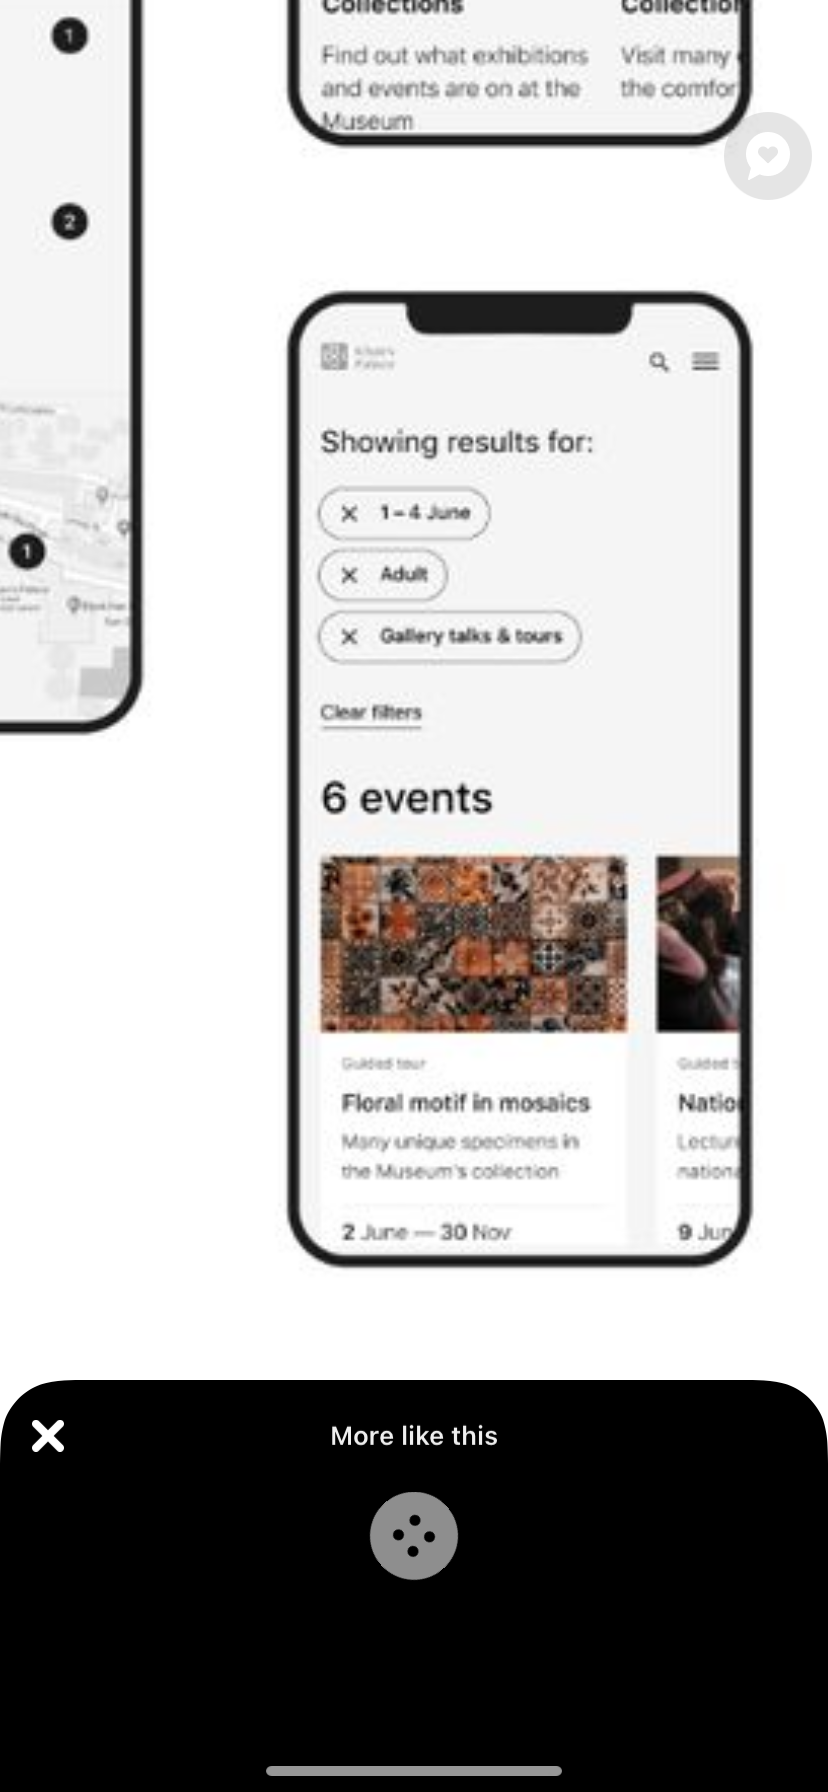 1
Collections
Find out what exhibitions
and events are on at the
Museum
Visit many
the comfor
2
Palace
Showing results for:
1 – 4 June
Adult
Gallery talks & tours
1
Clear filters
6 events
Guided tour
Floral motif in mosaics
Many unique specimens in
the Museum's collection
2 June — 30 Nov
Guided t
Natio
Lectur
nationa
9 Jun
More like this